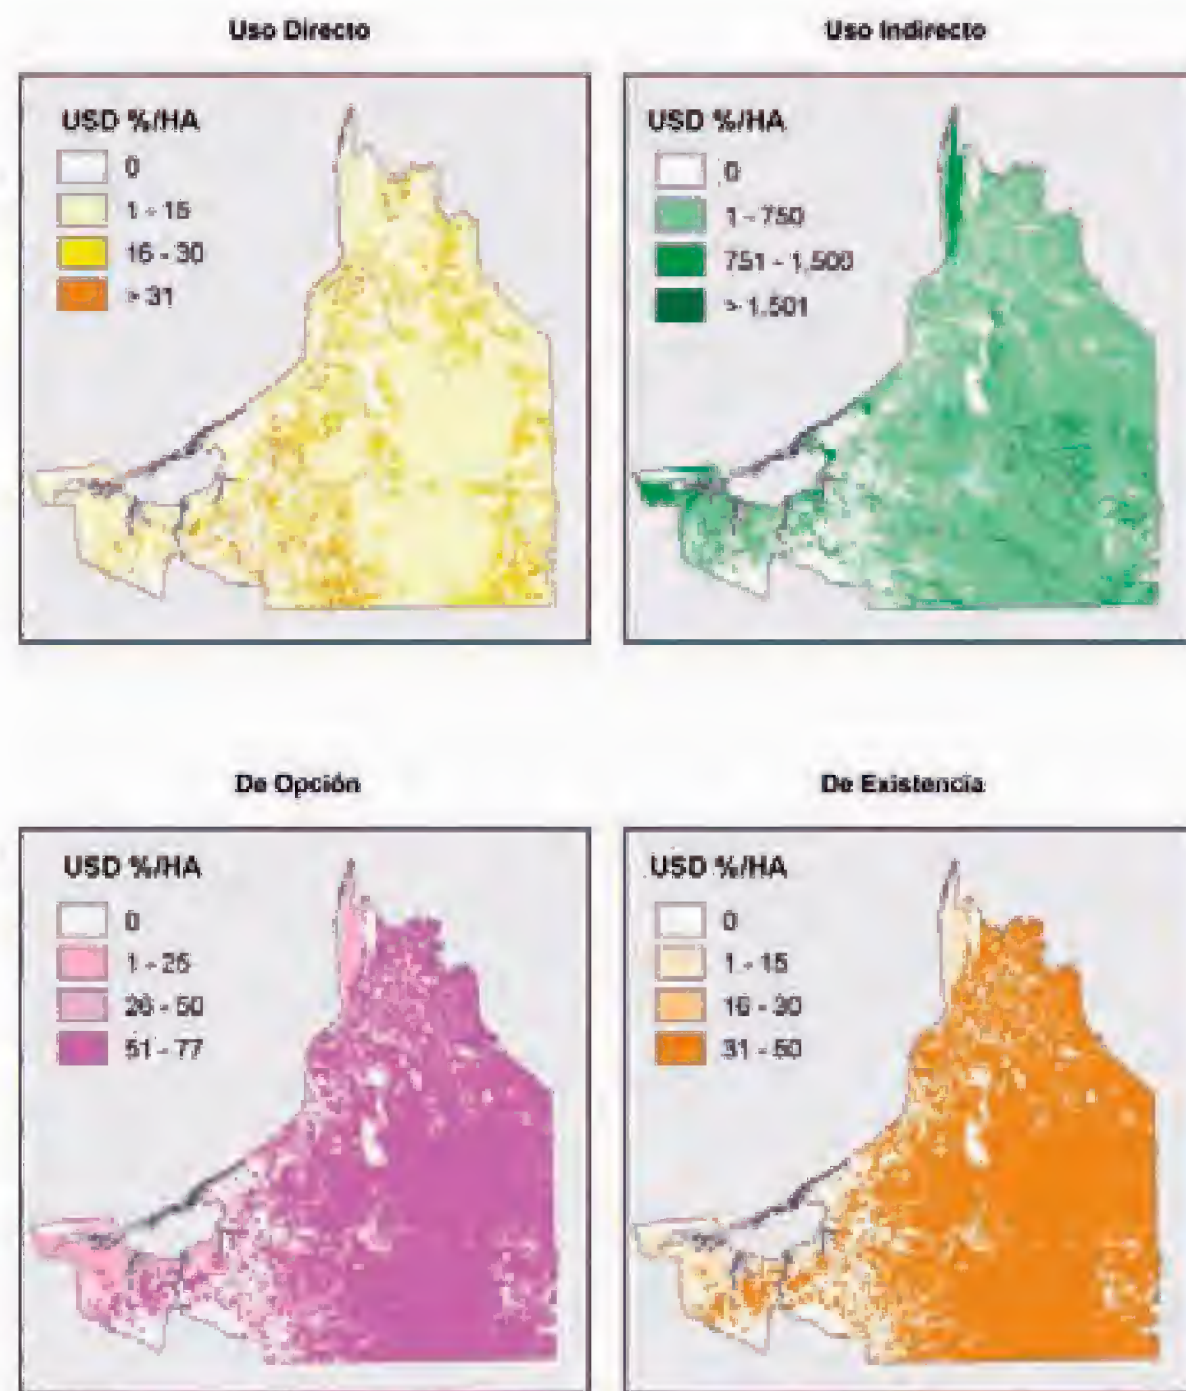 Uso Directo
USD %/HA
0
1 - 15
16 - 30
> 31
Uso Indirecto
USD %/HA
0
1 - 750
751 - 1,500
> 1,501
De Opción
USD %/HA
0
1 - 25
26 - 50
51 - 77
De Existencia
USD %/HA
0
1 - 15
16 - 30
31 - 50